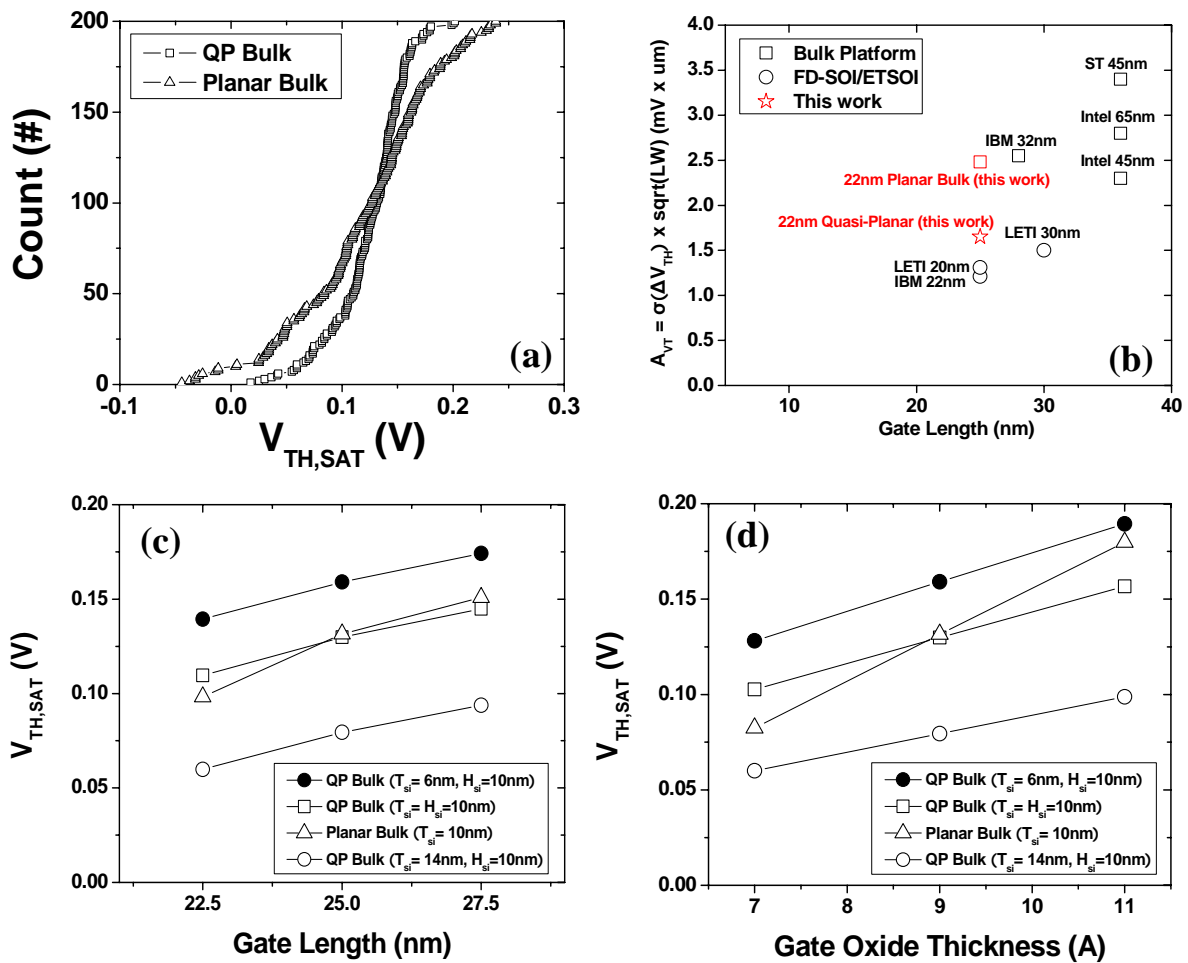 QP Bulk
Planar Bulk
200
150
100
50
0
Count (#)
(a)
-0.1
0.0
0.1
0.2
0.3
V_TH,SAT (V)
4.0
3.5
3.0
2.5
2.0
1.5
1.0
0.5
0.0
A_VT = σ(ΔV_TH) x sqrt(LW) (mV x um)
Bulk Platform
FD-SOI/ETSOI
This work
ST 45nm
Intel 65nm
IBM 32nm
Intel 45nm
22nm Planar Bulk (this work)
22nm Quasi-Planar (this work)
LETI 30nm
LETI 20nm
IBM 22nm
(b)
10
20
30
40
Gate Length (nm)
(c)
0.20
0.15
0.10
0.05
0.00
V_TH,SAT (V)
QP Bulk (T_si= 6nm, H_si=10nm)
QP Bulk (T_si= H_si=10nm)
Planar Bulk (T_si= 10nm)
QP Bulk (T_si= 14nm, H_si=10nm)
22.5
25.0
27.5
Gate Length (nm)
(d)
0.20
0.15
0.10
0.05
0.00
V_TH,SAT (V)
QP Bulk (T_si= 6nm, H_si=10nm)
QP Bulk (T_si= H_si=10nm)
Planar Bulk (T_si= 10nm)
QP Bulk (T_si= 14nm, H_si=10nm)
7
8
9
10
11
Gate Oxide Thickness (A)